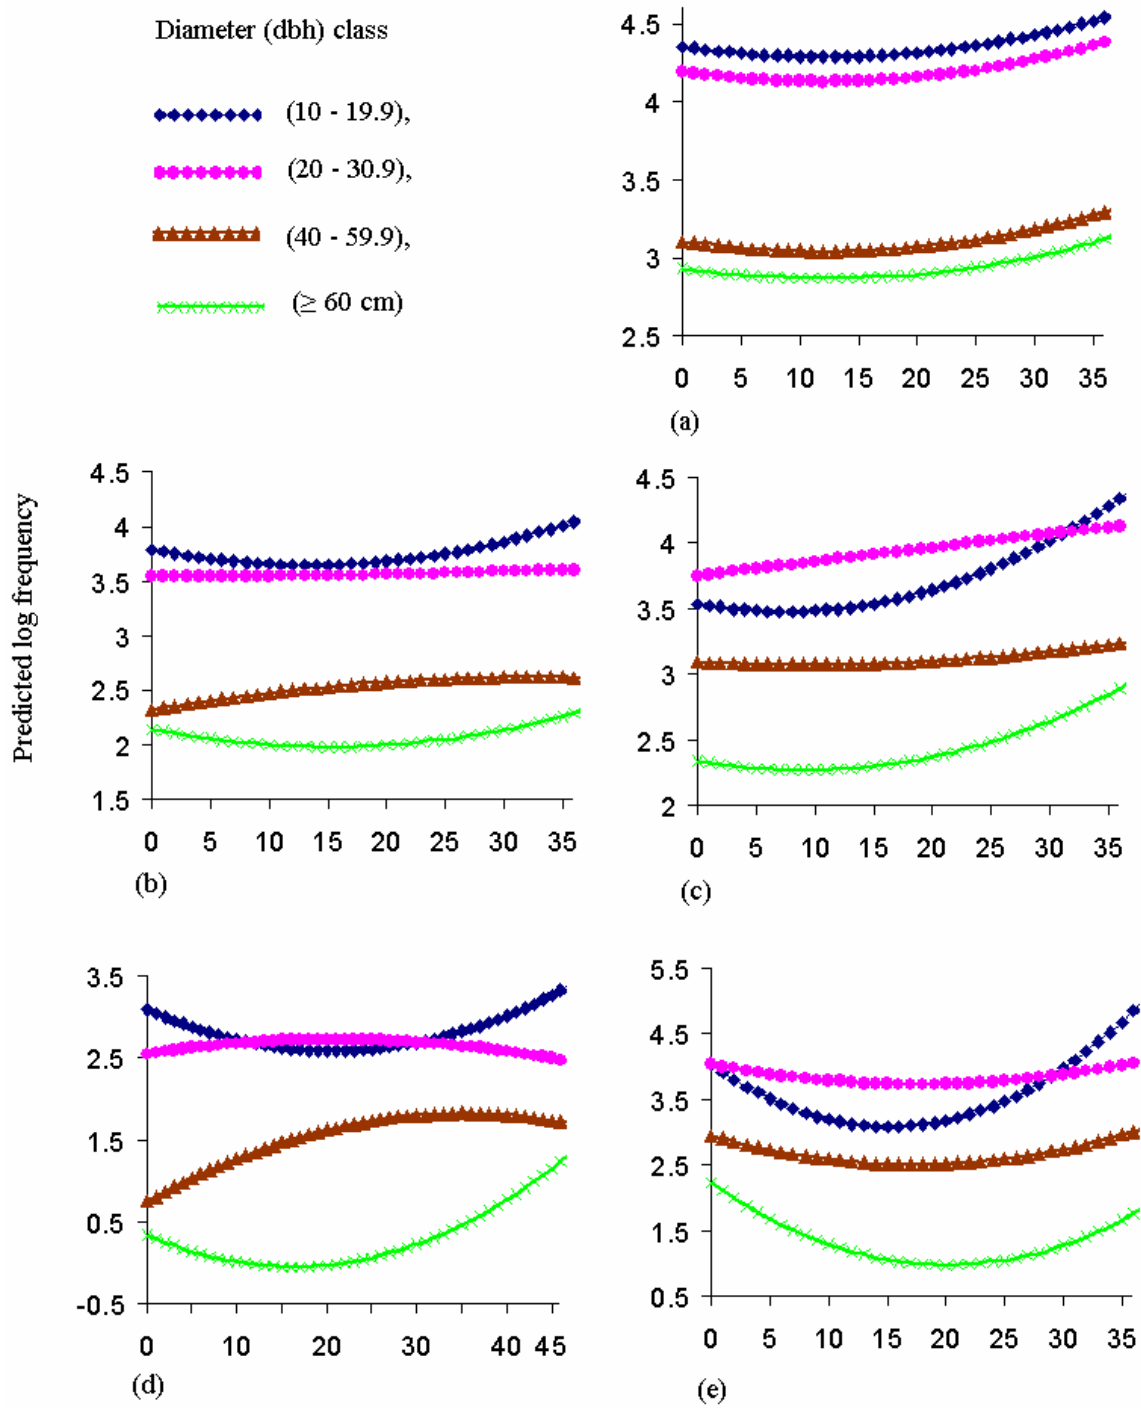 Diameter (dbh) class
(10 - 19.9),
(20 - 30.9),
(40 - 59.9),
(≥ 60 cm)
4.5
4
3.5
3
2.5
0 5 10 15 20 25 30 35
(a)
Predicted log frequency
4.5
4
3.5
3
2.5
2
1.5
0 5 10 15 20 25 30 35
(b)
4.5
4
3.5
3
2.5
2
0 5 10 15 20 25 30 35
(c)
3.5
2.5
1.5
0.5
-0.5
0 10 20 30 40 45
(d)
5.5
4.5
3.5
2.5
1.5
0.5
0 5 10 15 20 25 30 35
(e)